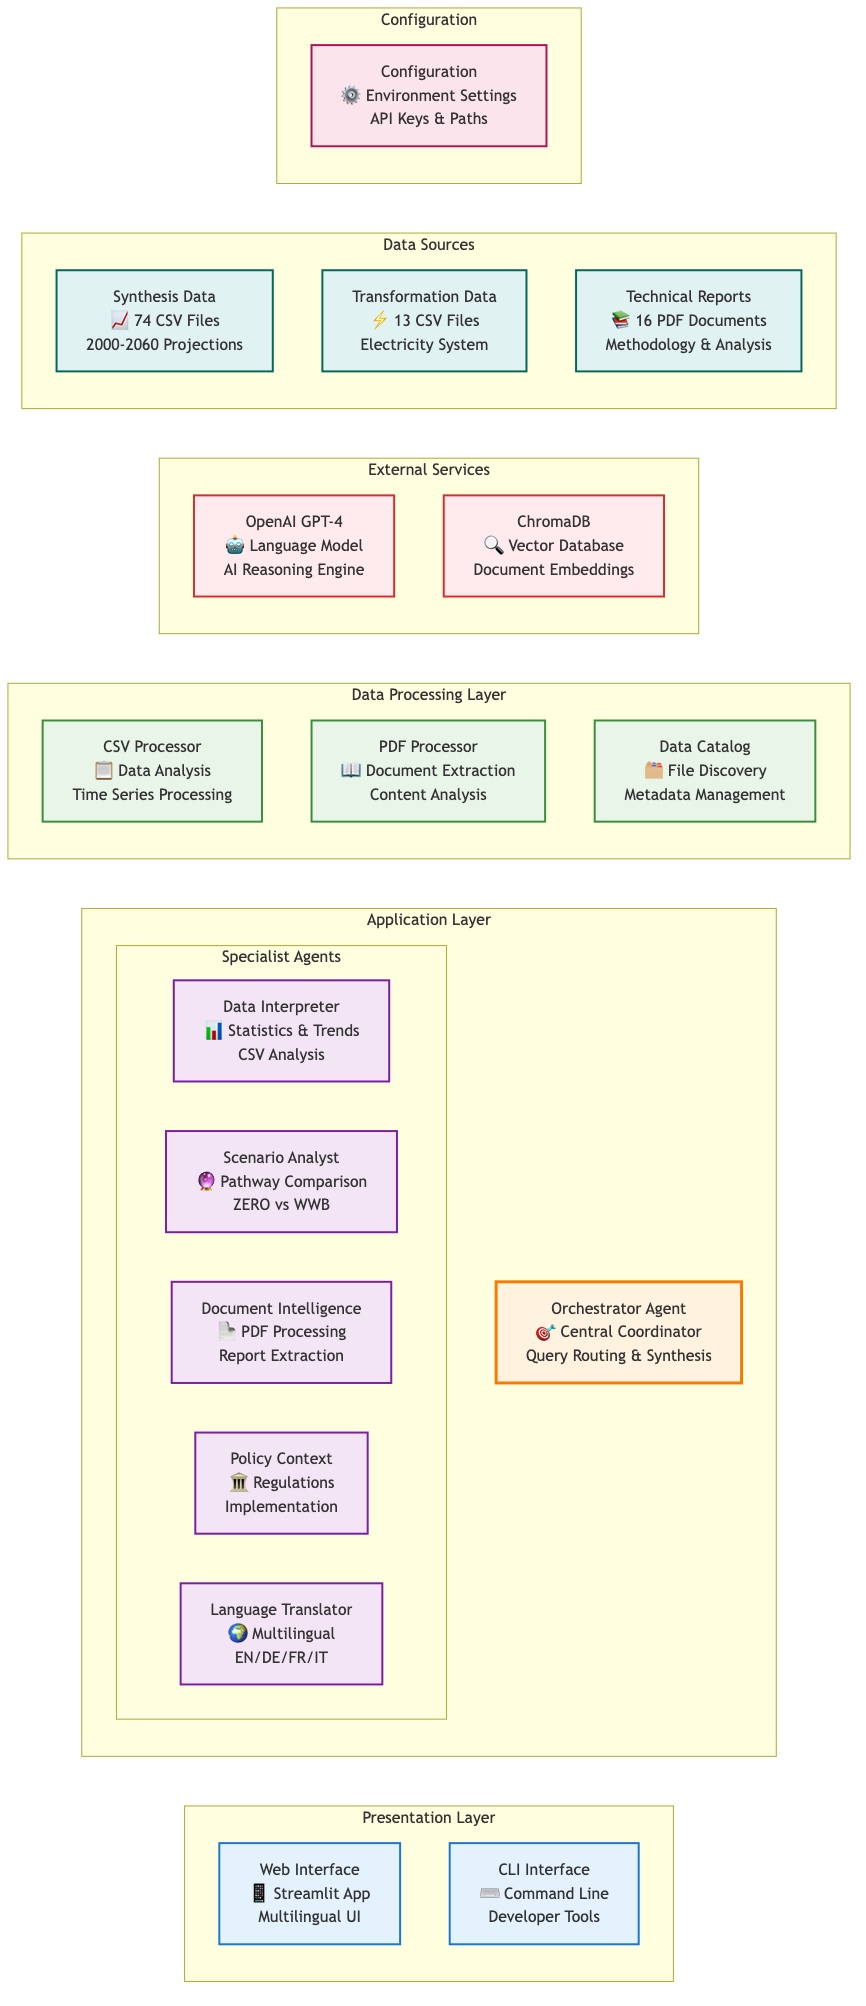 Configuration
Configuration
⚙️ Environment Settings
API Keys & Paths
Data Sources
Synthesis Data
📈 74 CSV Files
2000-2060 Projections
Transformation Data
⚡ 13 CSV Files
Electricity System
Technical Reports
📚 16 PDF Documents
Methodology & Analysis
External Services
OpenAI GPT-4
🤖 Language Model
AI Reasoning Engine
ChromaDB
🔍 Vector Database
Document Embeddings
Data Processing Layer
CSV Processor
📋 Data Analysis
Time Series Processing
PDF Processor
📖 Document Extraction
Content Analysis
Data Catalog
🗂️ File Discovery
Metadata Management
Application Layer
Specialist Agents
Data Interpreter
📊 Statistics & Trends
CSV Analysis
Scenario Analyst
🔮 Pathway Comparison
ZERO vs WWB
Document Intelligence
📄 PDF Processing
Report Extraction
Policy Context
🏛️ Regulations
Implementation
Language Translator
🌍 Multilingual
EN/DE/FR/IT
Orchestrator Agent
🎯 Central Coordinator
Query Routing & Synthesis
Presentation Layer
Web Interface
📱 Streamlit App
Multilingual UI
CLI Interface
⌨️ Command Line
Developer Tools